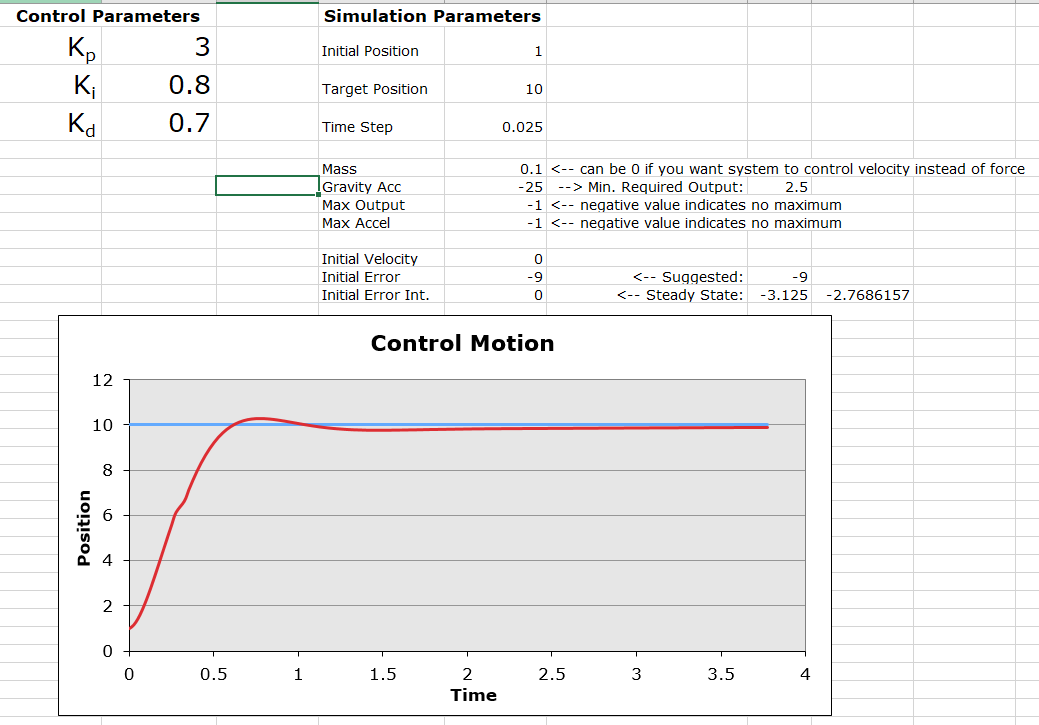 Control Parameters Simulation Parameters
Kp 3 Initial Position 1
Ki 0.8 Target Position 10
Kd 0.7 Time Step 0.025
Mass 0.1 <-- can be 0 if you want system to control velocity instead of force
Gravity Acc -25 --> Min. Required Output: 2.5
Max Output -1 <-- negative value indicates no maximum
Max Accel -1 <-- negative value indicates no maximum
Initial Velocity 0
Initial Error -9 <-- Suggested: -9
Initial Error Int. 0 <-- Steady State: -3.125 -2.7686157
Control Motion
12
10
8
6
4
2
0
Position
0 0.5 1 1.5 2 2.5 3 3.5 4
Time